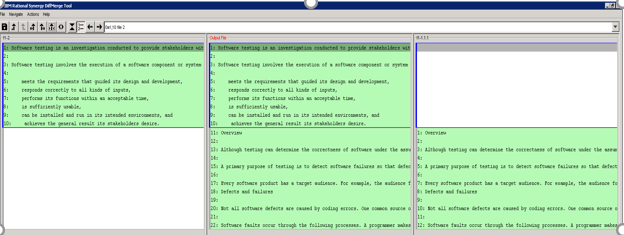 IBM Rational Synergy DiffMerge Tool
File Navigate Actions Help
Output File
1: Software testing is an investigation conducted to provide stakeholders wit
2:
3: Software testing involves the execution of a software component or system
4:
5: meets the requirements that guided its design and development,
6: responds correctly to all kinds of inputs,
7: performs its functions within an acceptable time,
8: is sufficiently usable,
9: can be installed and run in its intended environments, and
10: achieves the general result its stakeholders desire.
1: Software testing is an investigation conducted to provide stakeholders wit
2:
3: Software testing involves the execution of a software component or system
4:
5: meets the requirements that guided its design and development,
6: responds correctly to all kinds of inputs,
7: performs its functions within an acceptable time,
8: is sufficiently usable,
9: can be installed and run in its intended environments, and
10: achieves the general result its stakeholders desire.
11: Overview
12:
13: Although testing can determine the correctness of software under the assu
14:
15: A primary purpose of testing is to detect software failures so that defect
16:
17: Every software product has a target audience. For example, the audience f
18: Defects and failures
19:
20: Not all software defects are caused by coding errors. One common source o
21:
22: Software faults occur through the following processes. A programmer makes
1: Overview
2:
3: Although testing can determine the correctness of software under the assum
4:
5: A primary purpose of testing is to detect software failures so that defect
6:
7: Every software product has a target audience. For example, the audience fo
8: Defects and failures
9:
10: Not all software defects are caused by coding errors. One common source o
11:
12: Software faults occur through the following processes. A programmer makes